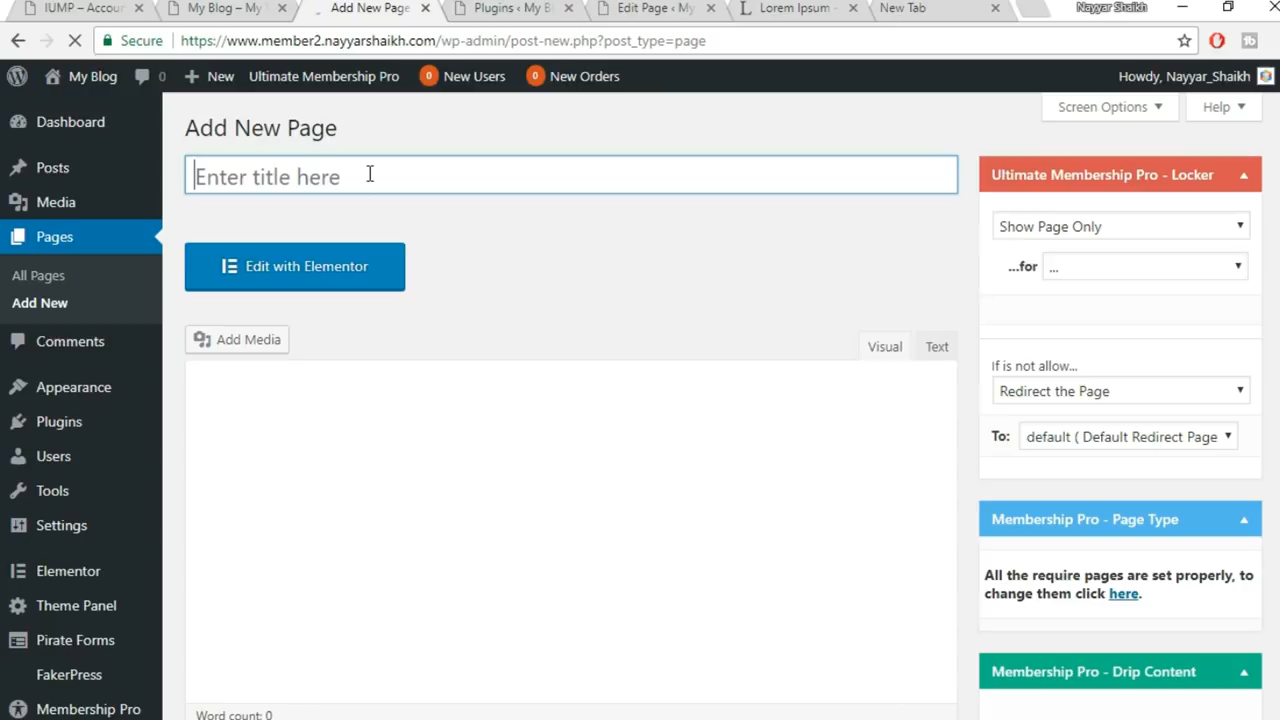 IUMP – Accou
My Blog – My
Add New Page
Plugins ‹ My B
Edit Page ‹ My
Lorem Ipsum -
New Tab
Nayyar Shaikh
Secure
https://www.member2.nayyarshaikh.com/wp-admin/post-new.php?post_type=page
My Blog
0
New
Ultimate Membership Pro
0
New Users
0
New Orders
Howdy, Nayyar_Shaikh
Screen Options
Help
Dashboard
Posts
Media
Pages
All Pages
Add New
Comments
Appearance
Plugins
Users
Tools
Settings
Elementor
Theme Panel
Pirate Forms
FakerPress
Membership Pro
Add New Page
Enter title here
Edit with Elementor
Add Media
Visual
Text
Word count: 0
Ultimate Membership Pro - Locker
Show Page Only
...for
...
If is not allow...
Redirect the Page
To:
default ( Default Redirect Page
Membership Pro - Page Type
All the require pages are set properly, to
change them click here.
Membership Pro - Drip Content